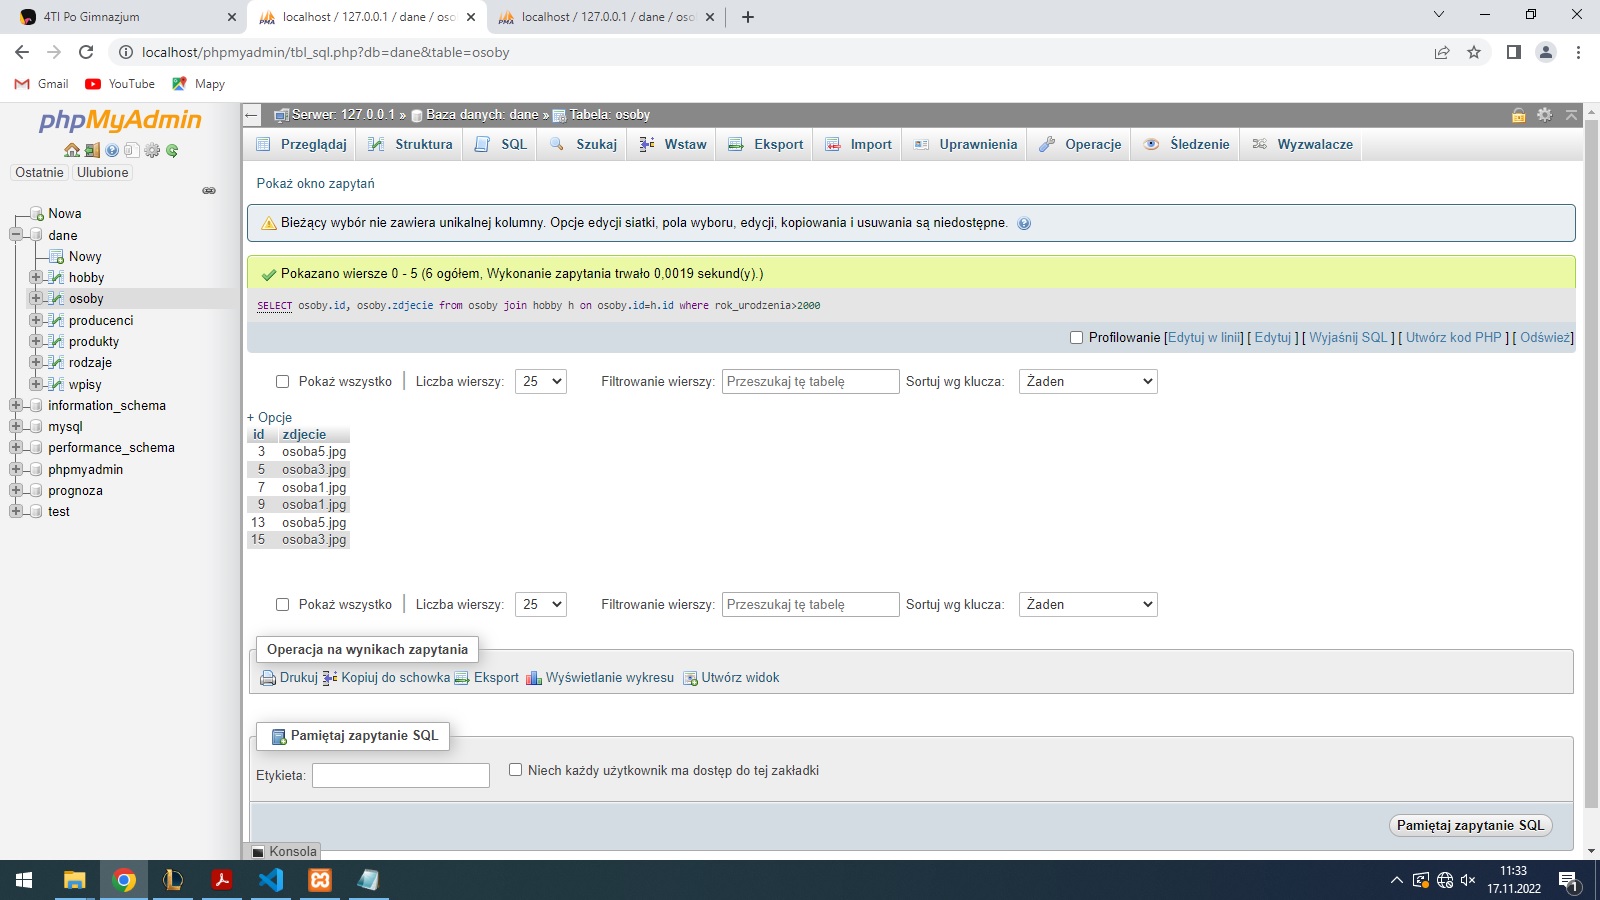 4TI Po Gimnazjum
localhost / 127.0.0.1 / dane / oso
localhost / 127.0.0.1 / dane / oso
localhost/phpmyadmin/tbl_sql.php?db=dane&table=osoby
Gmail
YouTube
Mapy
phpMyAdmin
Ostatnie
Ulubione
Nowa
dane
Nowy
hobby
osoby
producenci
produkty
rodzaje
wpisy
information_schema
mysql
performance_schema
phpmyadmin
prognoza
test
Serwer: 127.0.0.1 » Baza danych: dane » Tabela: osoby
Przeglądaj
Struktura
SQL
Szukaj
Wstaw
Eksport
Import
Uprawnienia
Operacje
Śledzenie
Wyzwalacze
Pokaż okno zapytań
Bieżący wybór nie zawiera unikalnej kolumny. Opcje edycji siatki, pola wyboru, edycji, kopiowania i usuwania są niedostępne.
Pokazano wiersze 0 - 5 (6 ogółem, Wykonanie zapytania trwało 0,0019 sekund(y).)
SELECT osoby.id, osoby.zdjecie from osoby join hobby h on osoby.id=h.id where rok_urodzenia>2000
Profilowanie [Edytuj w linii] [ Edytuj ] [ Wyjaśnij SQL ] [ Utwórz kod PHP ] [ Odśwież]
Pokaż wszystko
Liczba wierszy:
25
Filtrowanie wierszy:
Przeszukaj tę tabelę
Sortuj wg klucza:
Żaden
+ Opcje
id zdjecie
3 osoba5.jpg
5 osoba3.jpg
7 osoba1.jpg
9 osoba1.jpg
13 osoba5.jpg
15 osoba3.jpg
Pokaż wszystko
Liczba wierszy:
25
Filtrowanie wierszy:
Przeszukaj tę tabelę
Sortuj wg klucza:
Żaden
Operacja na wynikach zapytania
Drukuj
Kopiuj do schowka
Eksport
Wyświetlanie wykresu
Utwórz widok
Pamiętaj zapytanie SQL
Etykieta:
Niech każdy użytkownik ma dostęp do tej zakładki
Pamiętaj zapytanie SQL
Konsola
11:33
17.11.2022
1